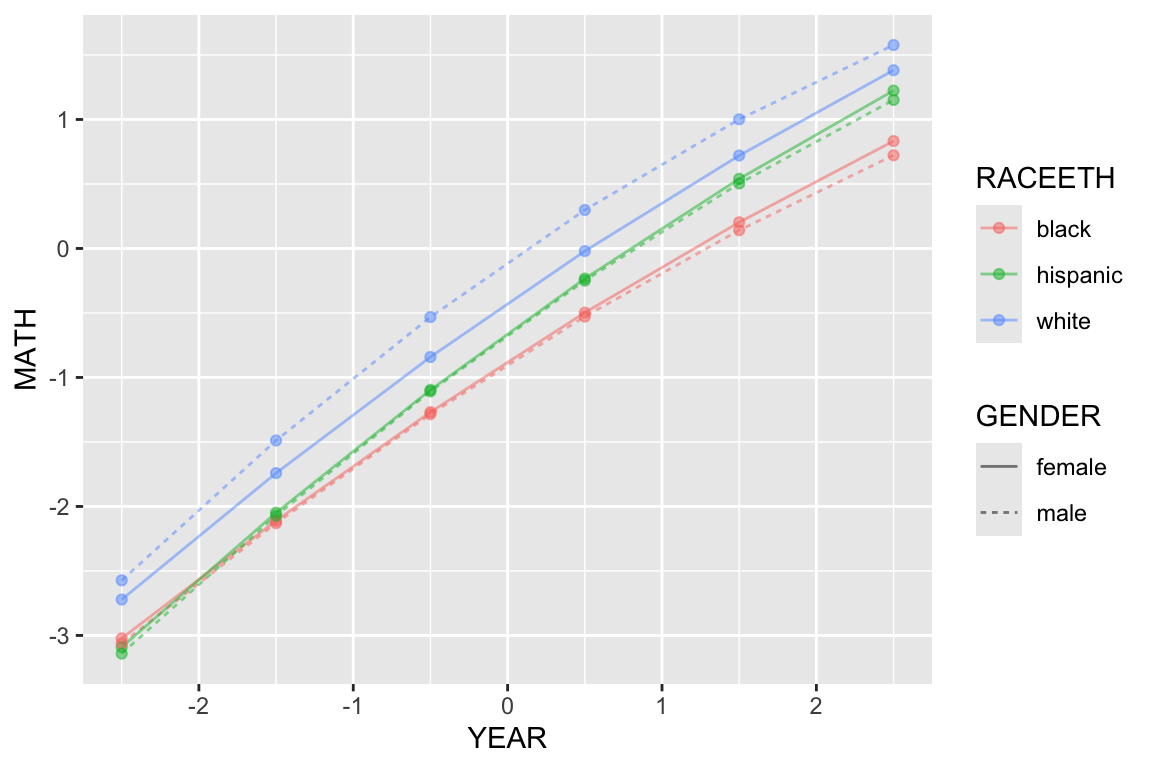 MATH
1
0
-1
-2
-3
-2
-1
0
1
2
YEAR
RACEETH
black
hispanic
white
GENDER
female
male